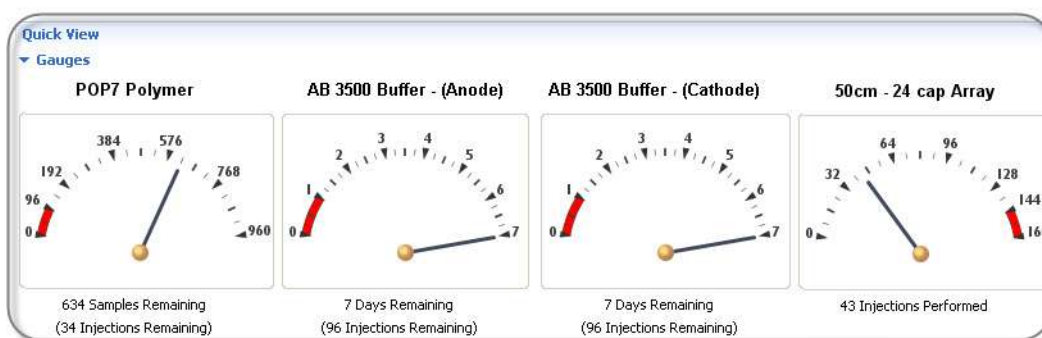 Quick View
Gauges
POP7 Polymer
0
96
192
384
576
768
960
634 Samples Remaining
(34 Injections Remaining)
AB 3500 Buffer - (Anode)
0
1
2
3
4
5
6
7
7 Days Remaining
(96 Injections Remaining)
AB 3500 Buffer - (Cathode)
0
1
2
3
4
5
6
7
7 Days Remaining
(96 Injections Remaining)
50cm - 24 cap Array
0
32
64
96
128
144
16
43 Injections Performed